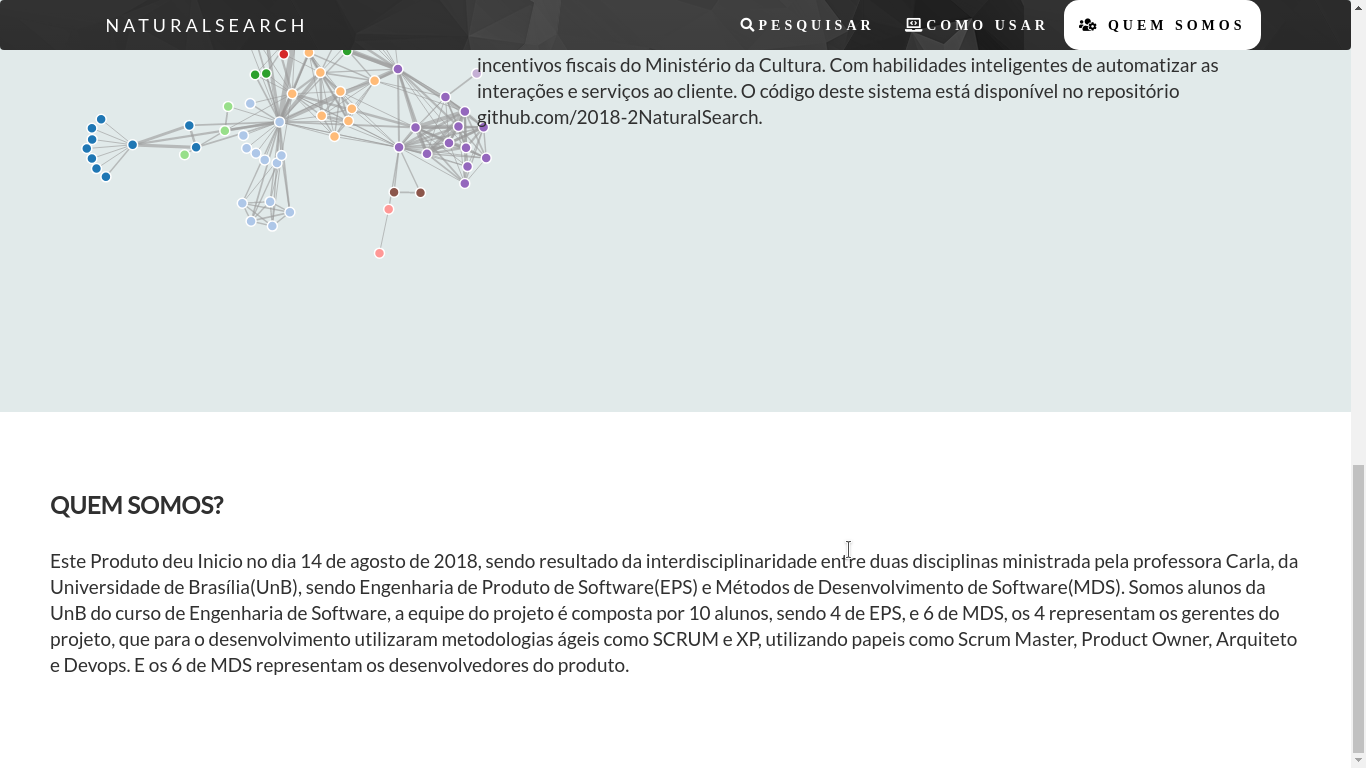 NATURALSEARCH
PESQUISAR
COMO USAR
QUEM SOMOS
incentivos fiscais do Ministério da Cultura. Com habilidades inteligentes de automatizar as
interações e serviços ao cliente. O código deste sistema está disponível no repositório
github.com/2018-2NaturalSearch.
QUEM SOMOS?
Este Produto deu Inicio no dia 14 de agosto de 2018, sendo resultado da interdisciplinaridade entre duas disciplinas ministrada pela professora Carla, da
Universidade de Brasília(UnB), sendo Engenharia de Produto de Software(EPS) e Métodos de Desenvolvimento de Software(MDS). Somos alunos da
UnB do curso de Engenharia de Software, a equipe do projeto é composta por 10 alunos, sendo 4 de EPS, e 6 de MDS, os 4 representam os gerentes do
projeto, que para o desenvolvimento utilizaram metodologias ágeis como SCRUM e XP, utilizando papeis como Scrum Master, Product Owner, Arquiteto
e Devops. E os 6 de MDS representam os desenvolvedores do produto.